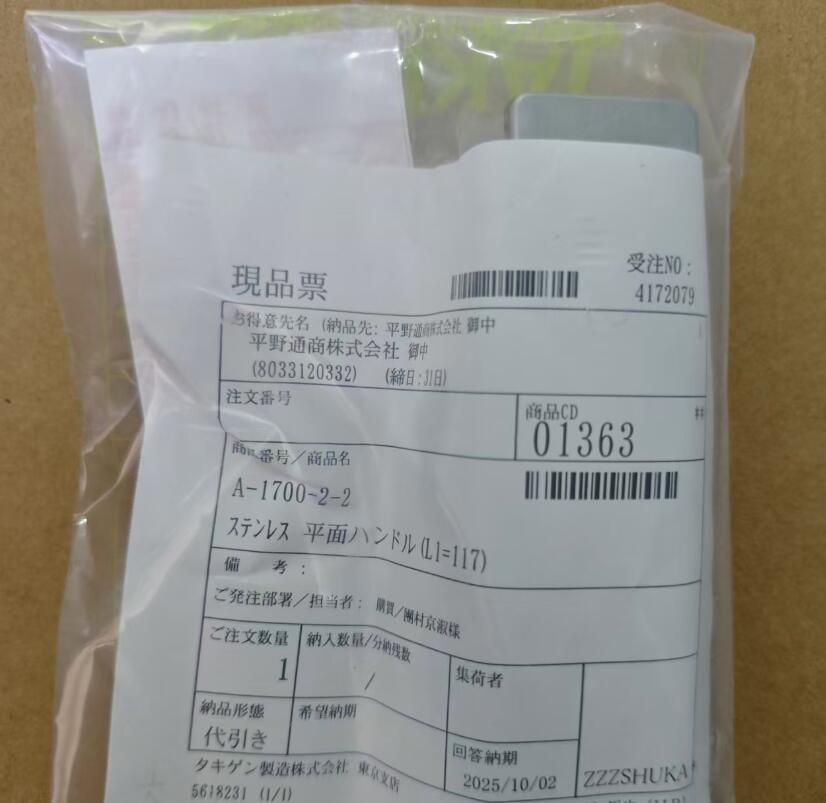 現品票
受注NO:
4172079
お得意先名 (納品先: 平野通商株式会社 御中
平野通商株式会社 御中
(8033120332) (締日:31日)
注文番号
商品CD
**
01363
商品番号/商品名
A-1700-2-2
ステンレス 平面ハンドル(L1=117)
備 考:
ご発注部署/担当者: 購買/團村京淑様
ご注文数量
納入数量/分納残数
集荷者
1
/
納品形態
希望納期
代引き
回答納期
2025/10/02
ZZZSHUKA
タキゲン製造株式会社 東京支店
5618231 (1/1)